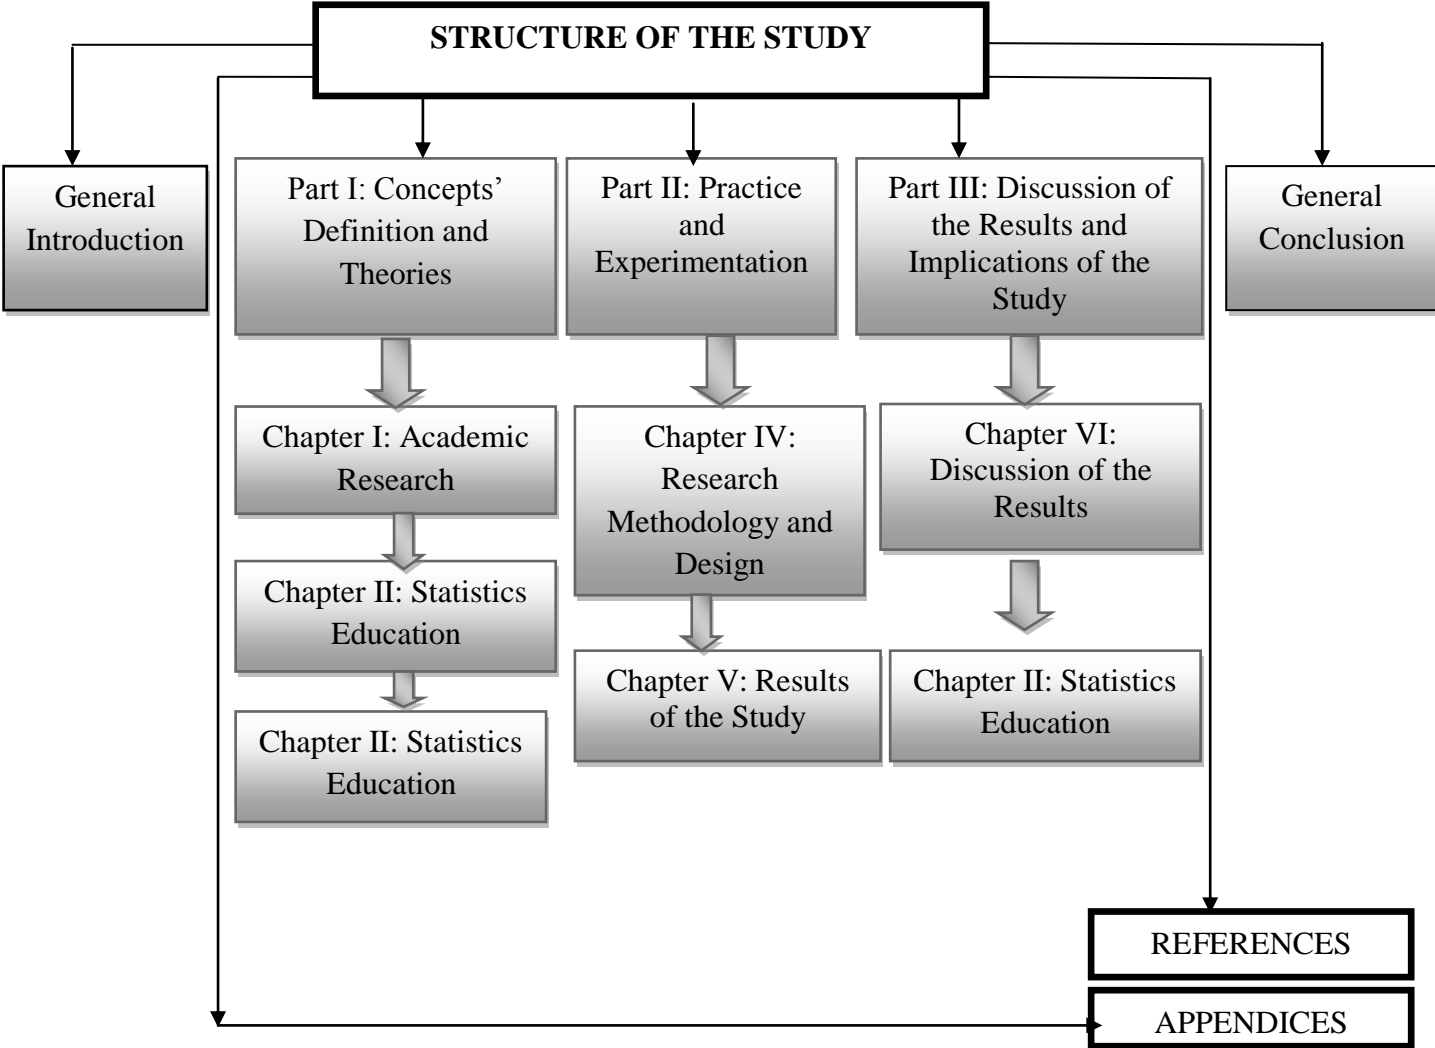 STRUCTURE OF THE STUDY
General
Introduction
Part I: Concepts’
Definition and
Theories
Part II: Practice
and
Experimentation
Part III: Discussion of
the Results and
Implications of the
Study
General
Conclusion
Chapter I: Academic
Research
Chapter II: Statistics
Education
Chapter II: Statistics
Education
Chapter IV:
Research
Methodology and
Design
Chapter V: Results
of the Study
Chapter VI:
Discussion of the
Results
Chapter II: Statistics
Education
REFERENCES
APPENDICES